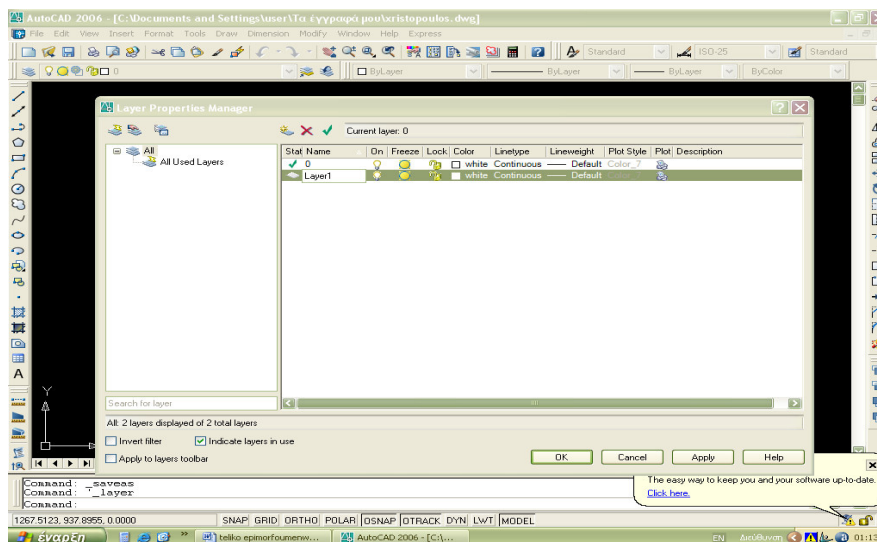 AutoCAD 2006 - [C:\Documents and Settings\user\Τα έγγραφά μου\xristopoulos.dwg]
File Edit View Insert Format Tools Draw Dimension Modify Window Help Express
Standard ISO-25 Standard
0 ByLayer ByLayer ByLayer ByColor
Layer Properties Manager
Current layer: 0
All
All Used Layers
Stat Name On Freeze Lock Color Linetype Lineweight Plot Style Plot Description
0 white Continuous Default Color_7
Layer1 white Continuous Default Color_7
Y
A
Search for layer
All: 2 layers displayed of 2 total layers
Invert filter Indicate layers in use
Apply to layers toolbar
OK Cancel Apply Help
The easy way to keep you and your software up-to-date.
Click here.
Command: _saveas
Command: '_layer
Command:
1267.5123, 937.8955, 0.0000 SNAP GRID ORTHO POLAR OSNAP OTRACK DYN LWT MODEL
έναρξη teliko epimorfoumenw... AutoCAD 2006 - [C:\... EN Διεύθυνση 01:13